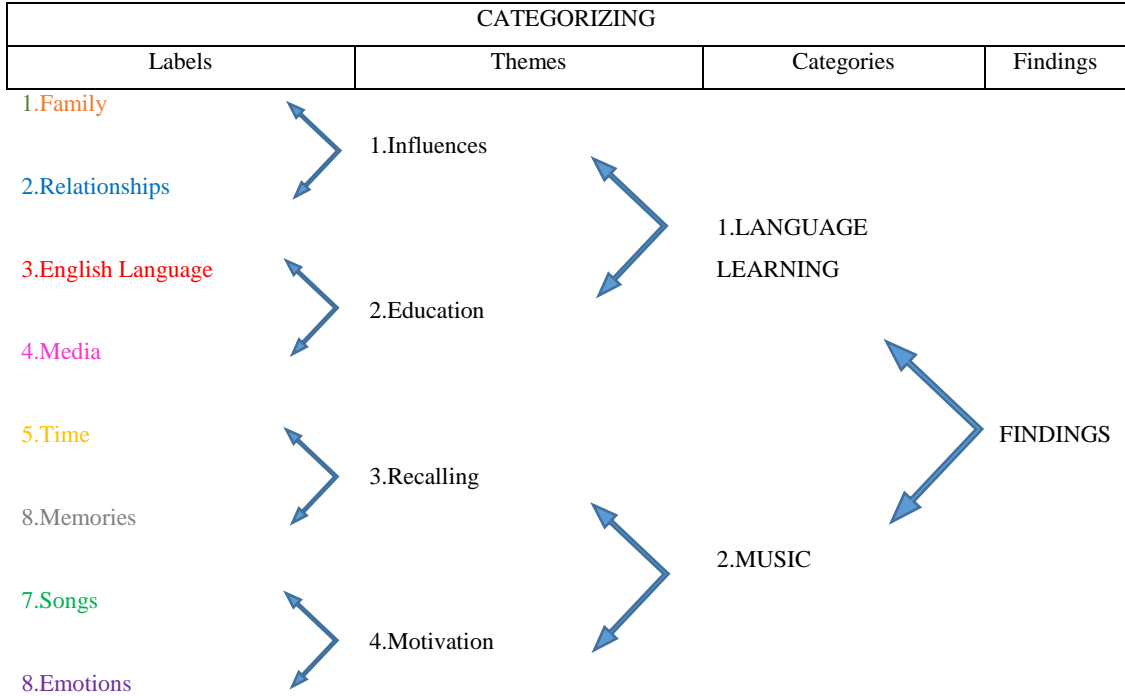 CATEGORIZING
Labels Themes Categories Findings
1.Family
1.Influences
2.Relationships
1.LANGUAGE
LEARNING
3.English Language
2.Education
4.Media
5.Time
FINDINGS
3.Recalling
8.Memories
2.MUSIC
7.Songs
4.Motivation
8.Emotions